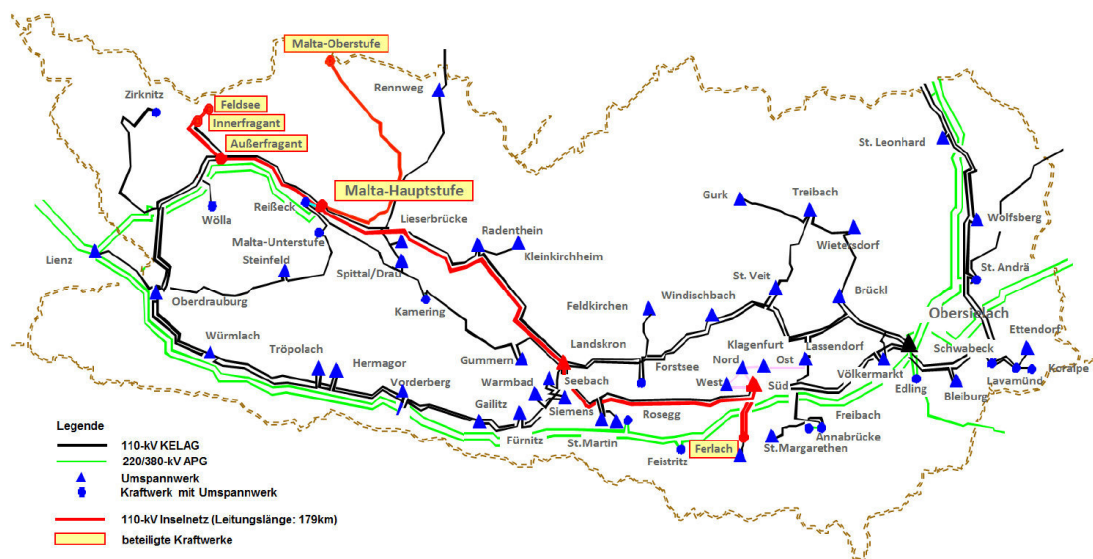 Malta-Oberstufe
Rennweg
Zirknitz
Feldsee
Innerfragant
Außerfragant
St. Leonhard
Malta-Hauptstufe
Gurk
Treibach
Reißeck
Wölla
Lieserbrücke
Radenthein
Wolfsberg
Malta-Unterstufe
Wietersdorf
Lienz
Steinfeld
Kleinkirchheim
Spittal/Drau
St. Andrä
St. Veit
Oberdrauburg
Windischbach
Brückl
Feldkirchen
Kamering
Obersielach
Ettendorf
Würmlach
Landskron
Klagenfurt
Lassendorf
Schwabeck
Tröpolach
Gummern
Nord
Ost
Hermagor
Forstsee
Völkermarkt
Lavamünd
Koralpe
Seebach
West
Süd
Edling
Vorderberg
Warmbad
Bleiburg
Gailitz
Siemens
Rosegg
Freibach
Legende
Fürnitz
St.Martin
Annabrücke
110-kV KELAG
Ferlach
St.Margarethen
220/380-kV APG
Feistritz
Umspannwerk
Kraftwerk mit Umspannwerk
110-kV Inselnetz (Leitungslänge: 179km)
beteiligte Kraftwerke